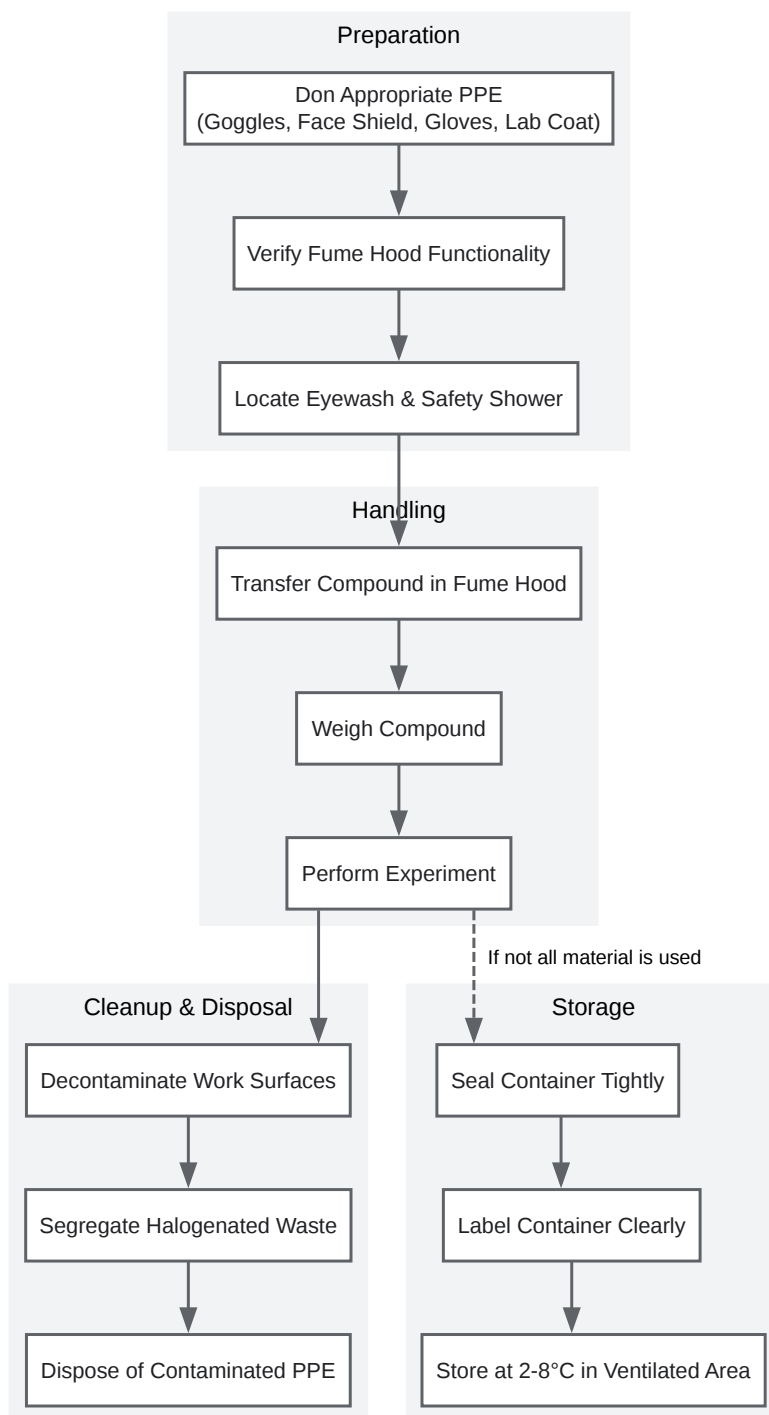 Preparation
Don Appropriate PPE
(Goggles, Face Shield, Gloves, Lab Coat)
Verify Fume Hood Functionality
Locate Eyewash & Safety Shower
Handling
Transfer Compound in Fume Hood
Weigh Compound
Perform Experiment
If not all material is used
Cleanup & Disposal
Decontaminate Work Surfaces
Segregate Halogenated Waste
Dispose of Contaminated PPE
Storage
Seal Container Tightly
Label Container Clearly
Store at 2-8°C in Ventilated Area